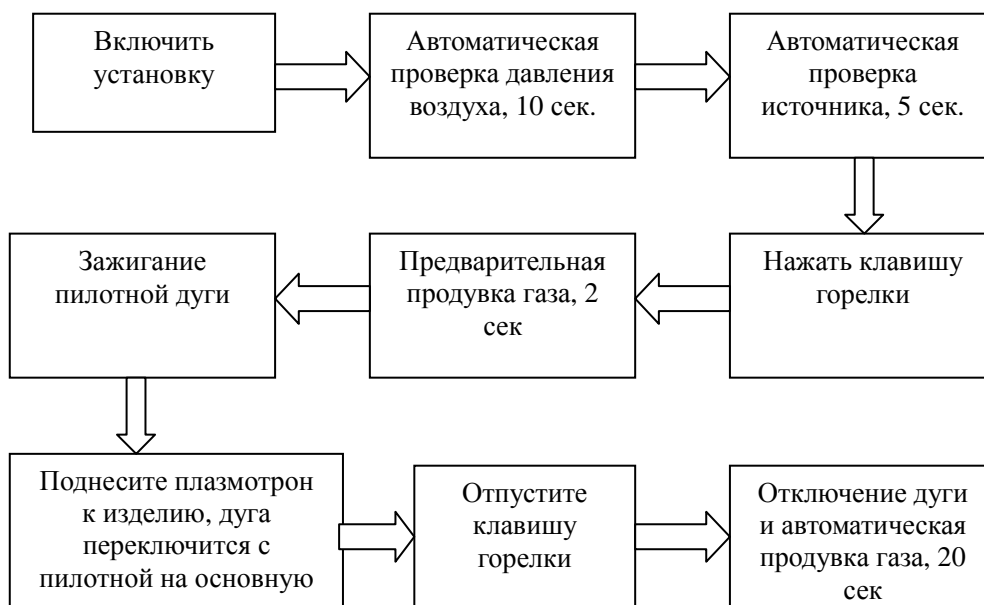 Включить
установку
Автоматическая
проверка давления
воздуха, 10 сек.
Автоматическая
проверка
источника, 5 сек.
Нажать клавишу
горелки
Предварительная
продувка газа, 2
сек
Зажигание
пилотной дуги
Поднесите плазмотрон
к изделию, дуга
переключится с
пилотной на основную
Отпустите
клавишу
горелки
Отключение дуги
и автоматическая
продувка газа, 20
сек